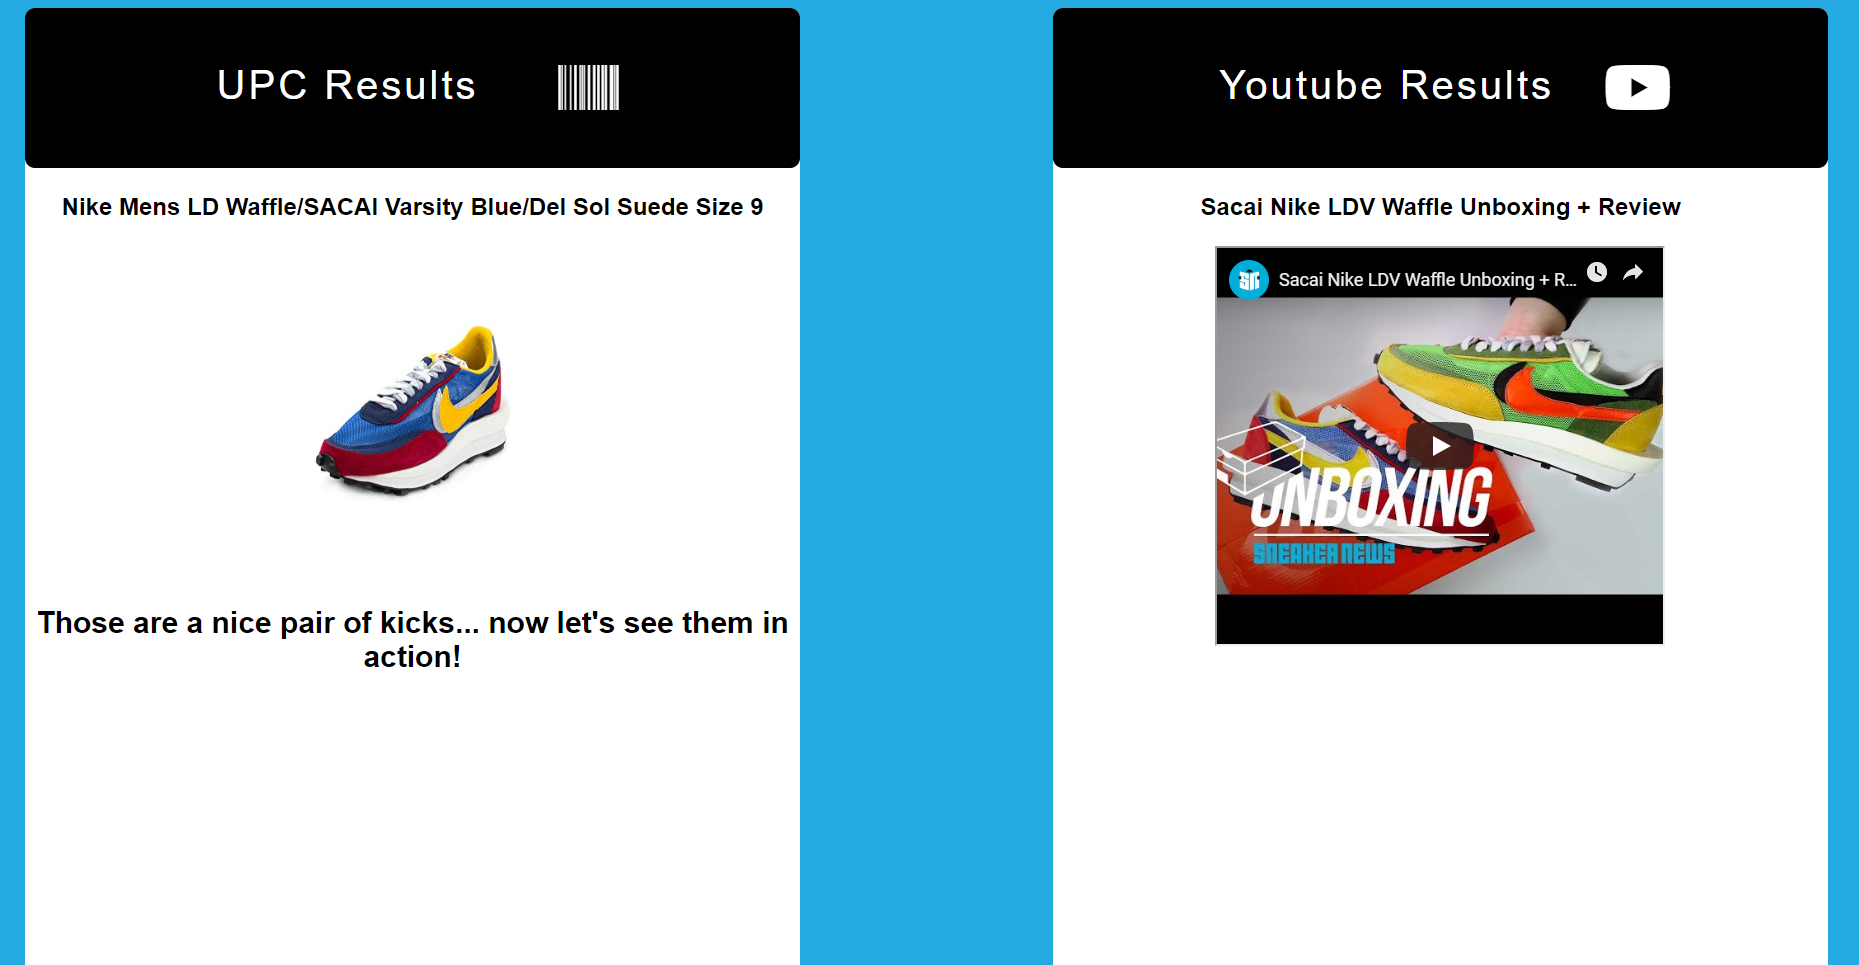 UPC Results
Nike Mens LD Waffle/SACAI Varsity Blue/Del Sol Suede Size 9
Those are a nice pair of kicks... now let's see them in
action!
Youtube Results
Sacai Nike LDV Waffle Unboxing + Review
SN
Sacai Nike LDV Waffle Unboxing + R...
UNBOXING
SNEAKER NEWS